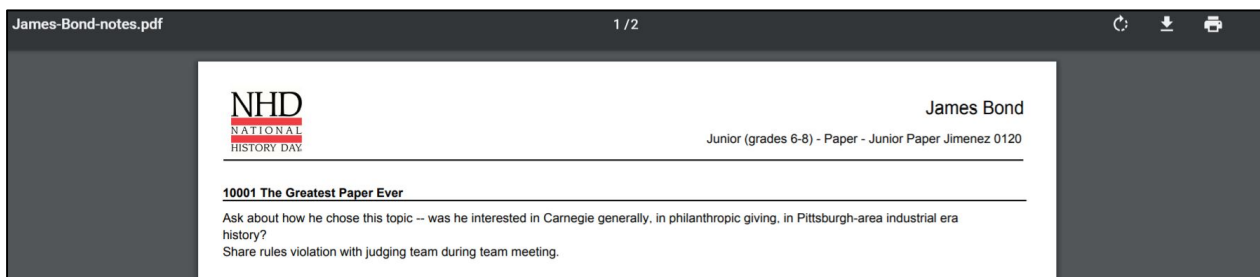 James-Bond-notes.pdf
1 / 2
NHD
NATIONAL
HISTORY DAY
James Bond
Junior (grades 6-8) - Paper - Junior Paper Jimenez 0120
10001 The Greatest Paper Ever
Ask about how he chose this topic -- was he interested in Carnegie generally, in philanthropic giving, in Pittsburgh-area industrial era
history?
Share rules violation with judging team during team meeting.